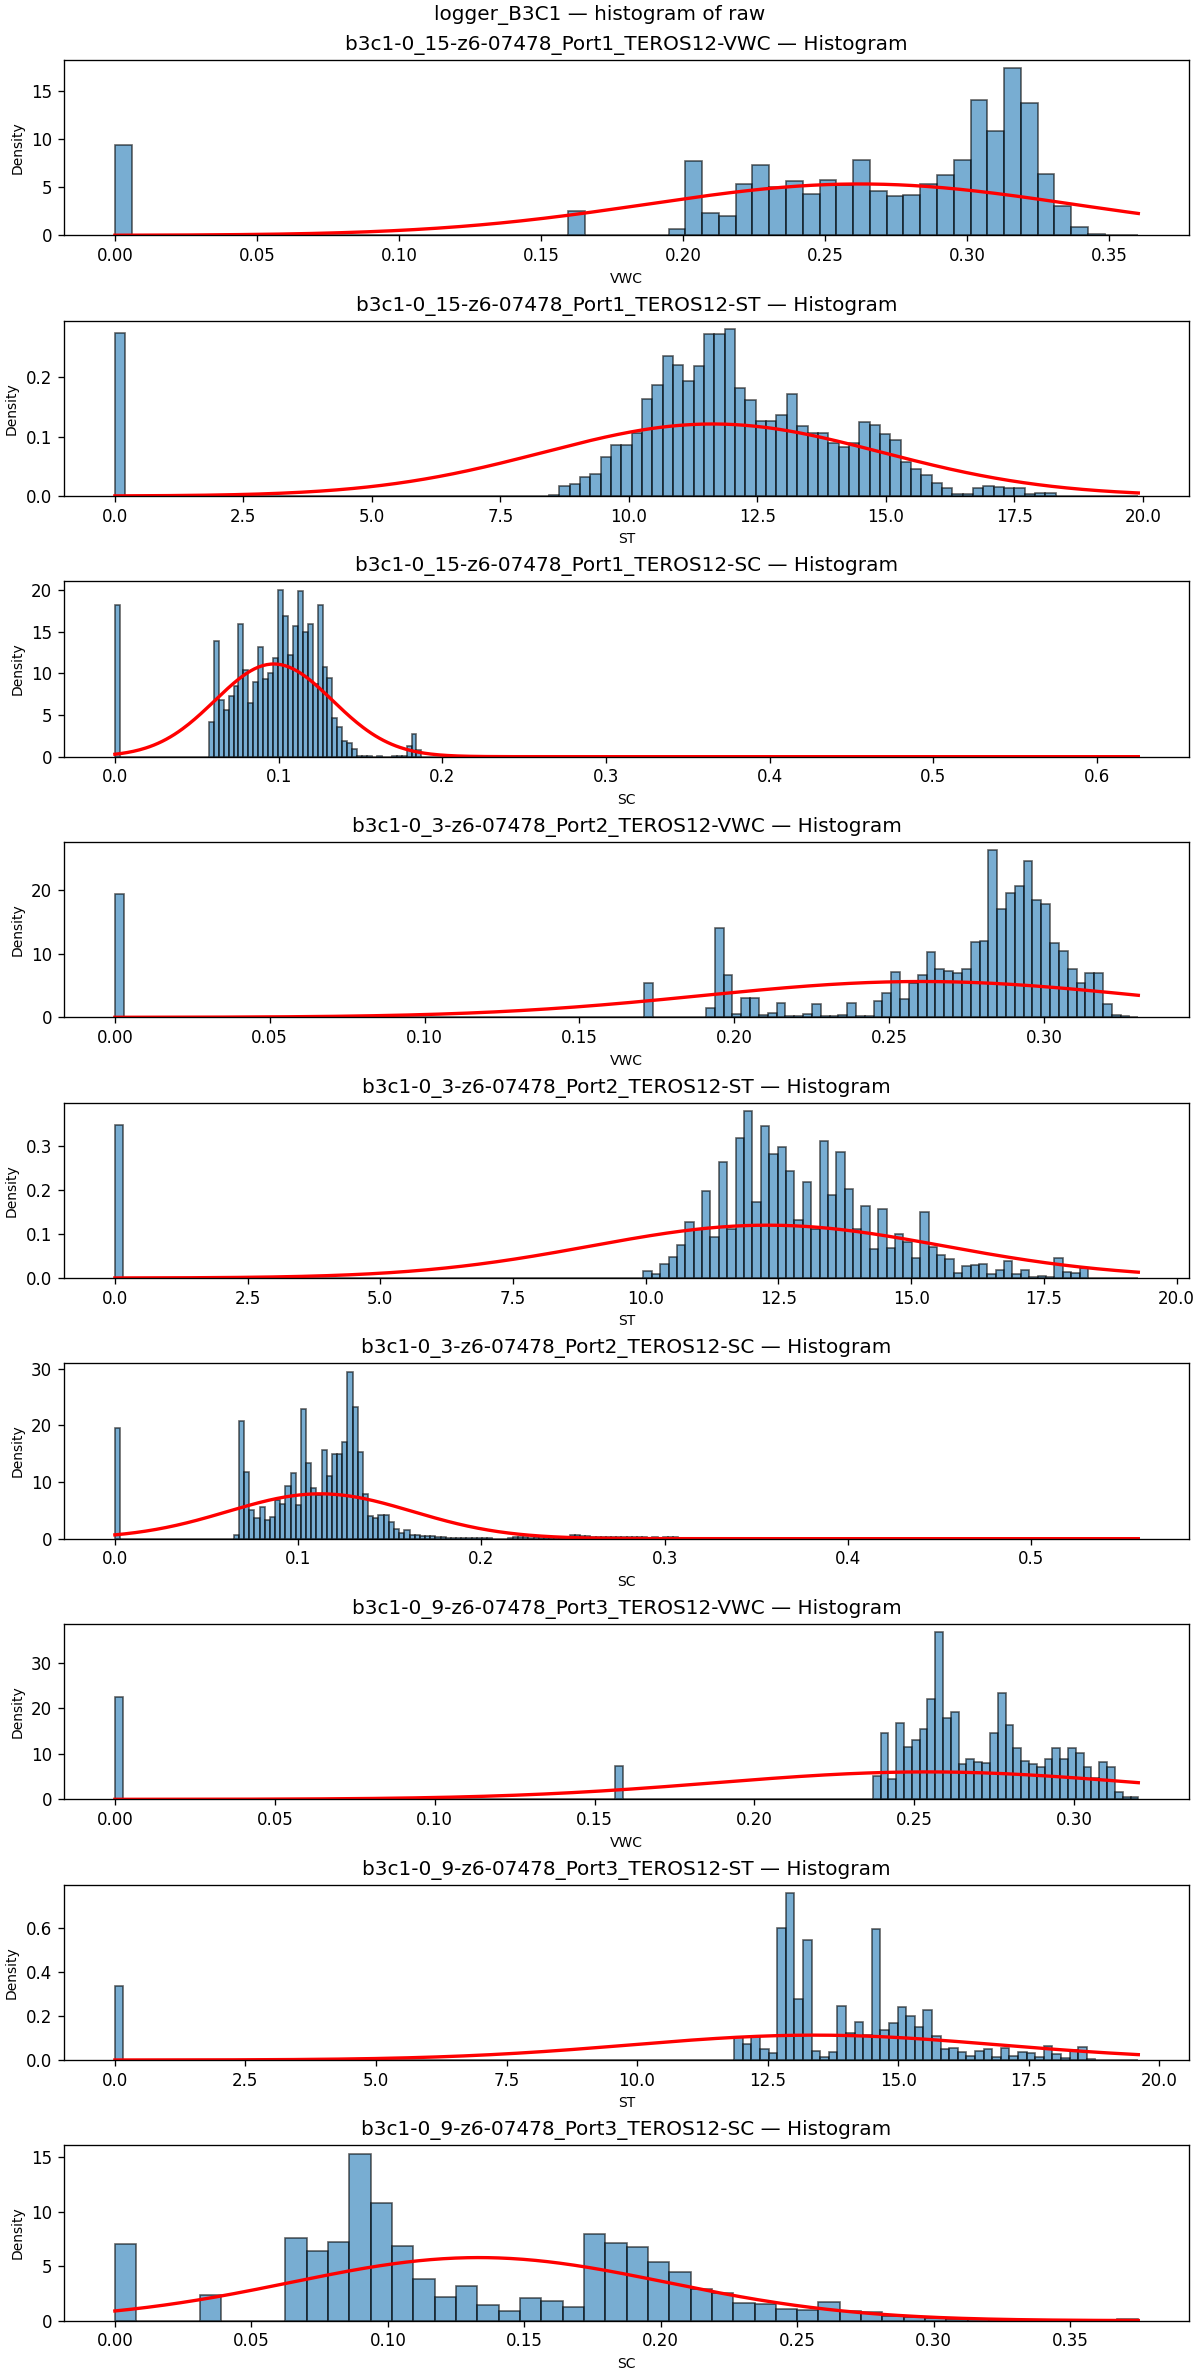 logger_B3C1 — histogram of raw
b3c1-0_15-z6-07478_Port1_TEROS12-VWC — Histogram
Density
0
5
10
15
0.00 0.05 0.10 0.15 0.20 0.25 0.30 0.35
VWC
b3c1-0_15-z6-07478_Port1_TEROS12-ST — Histogram
Density
0.0
0.1
0.2
0.0 2.5 5.0 7.5 10.0 12.5 15.0 17.5 20.0
ST
b3c1-0_15-z6-07478_Port1_TEROS12-SC — Histogram
Density
0
5
10
15
20
0.0 0.1 0.2 0.3 0.4 0.5 0.6
SC
b3c1-0_3-z6-07478_Port2_TEROS12-VWC — Histogram
Density
0
10
20
0.00 0.05 0.10 0.15 0.20 0.25 0.30
VWC
b3c1-0_3-z6-07478_Port2_TEROS12-ST — Histogram
Density
0.0
0.1
0.2
0.3
0.0 2.5 5.0 7.5 10.0 12.5 15.0 17.5 20.0
ST
b3c1-0_3-z6-07478_Port2_TEROS12-SC — Histogram
Density
0
10
20
30
0.0 0.1 0.2 0.3 0.4 0.5
SC
b3c1-0_9-z6-07478_Port3_TEROS12-VWC — Histogram
Density
0
10
20
30
0.00 0.05 0.10 0.15 0.20 0.25 0.30
VWC
b3c1-0_9-z6-07478_Port3_TEROS12-ST — Histogram
Density
0.0
0.2
0.4
0.6
0.0 2.5 5.0 7.5 10.0 12.5 15.0 17.5 20.0
ST
b3c1-0_9-z6-07478_Port3_TEROS12-SC — Histogram
Density
0
5
10
15
0.00 0.05 0.10 0.15 0.20 0.25 0.30 0.35
SC